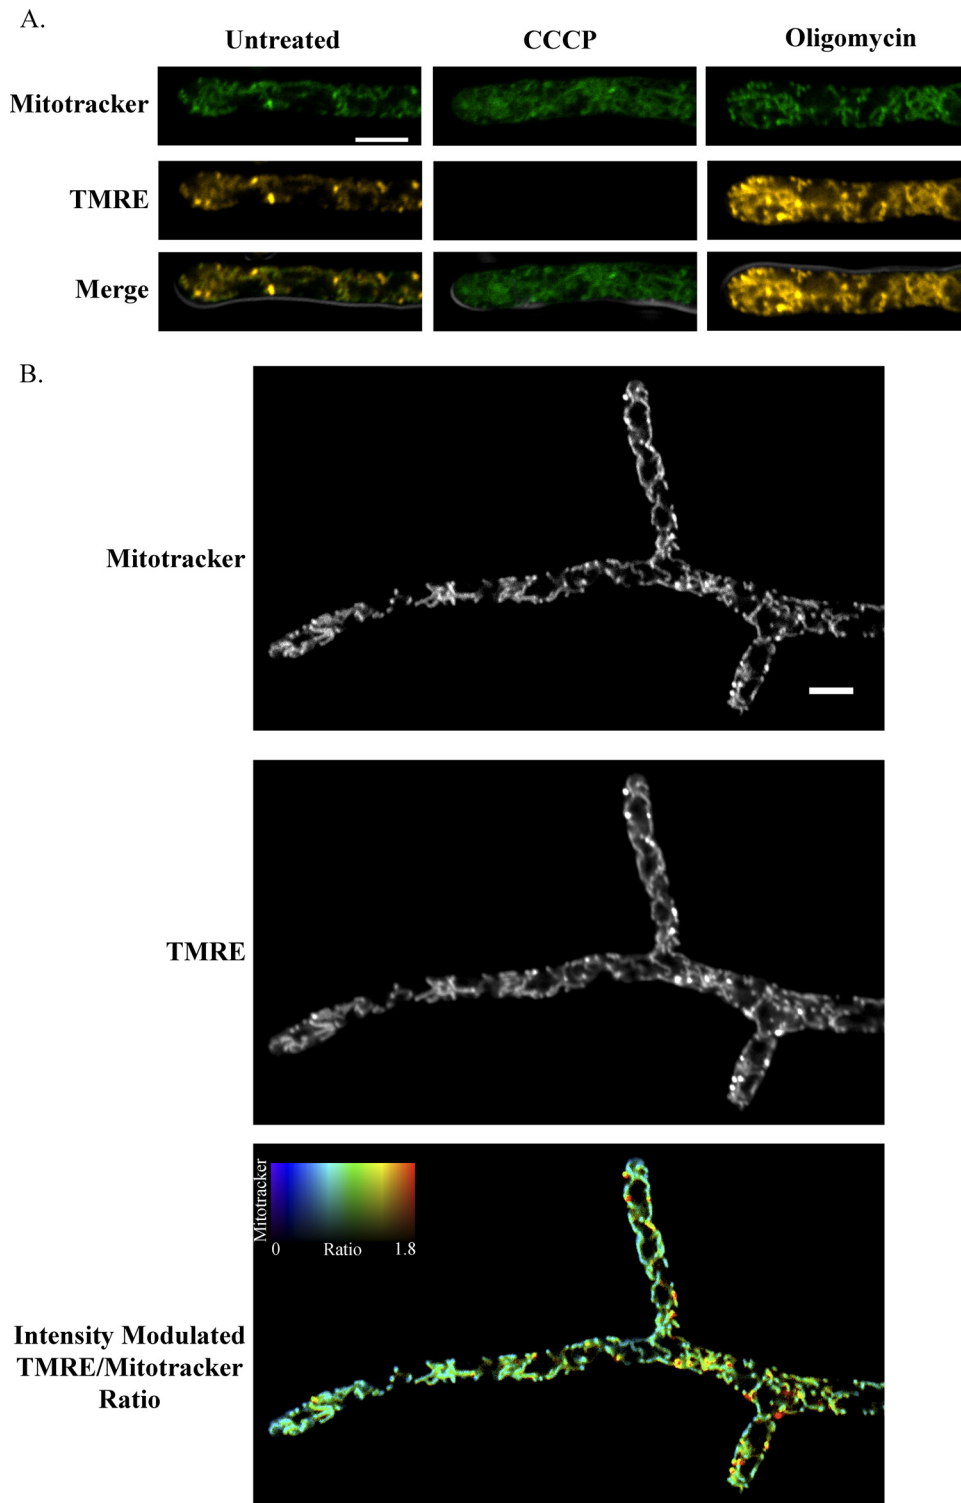 A.
Untreated CCCP Oligomycin
Mitotracker
TMRE
Merge
B.
Mitotracker
TMRE
Mitotracker
0 Ratio 1.8
Intensity Modulated
TMRE/Mitotracker
Ratio